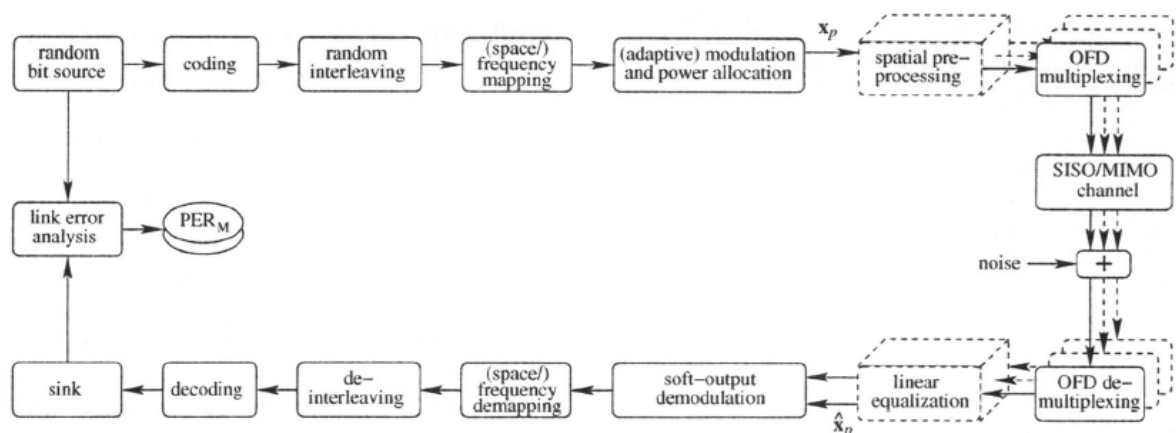 random
bit source
coding
random
interleaving
(space/)
frequency
mapping
(adaptive) modulation
and power allocation
x_p
spatial pre-
processing
OFD
multiplexing
SISO/MIMO
channel
noise
+
link error
analysis
PER_M
sink
decoding
de-
interleaving
(space/)
frequency
demapping
soft-output
demodulation
x̂_p
linear
equalization
OFD de-
multiplexing